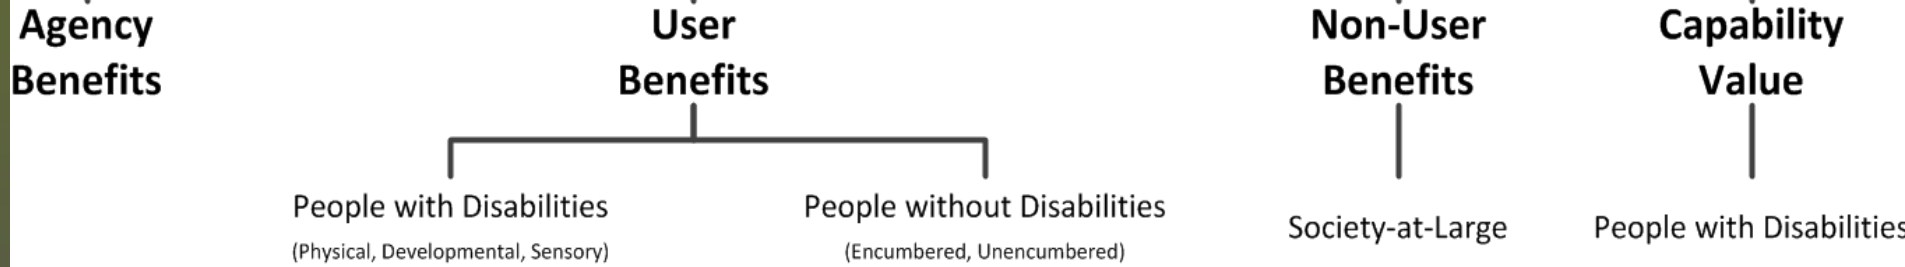 Agency
Benefits
User
Benefits
Non-User
Benefits
Capability
Value
People with Disabilities
(Physical, Developmental, Sensory)
People without Disabilities
(Encumbered, Unencumbered)
Society-at-Large
People with Disabilities